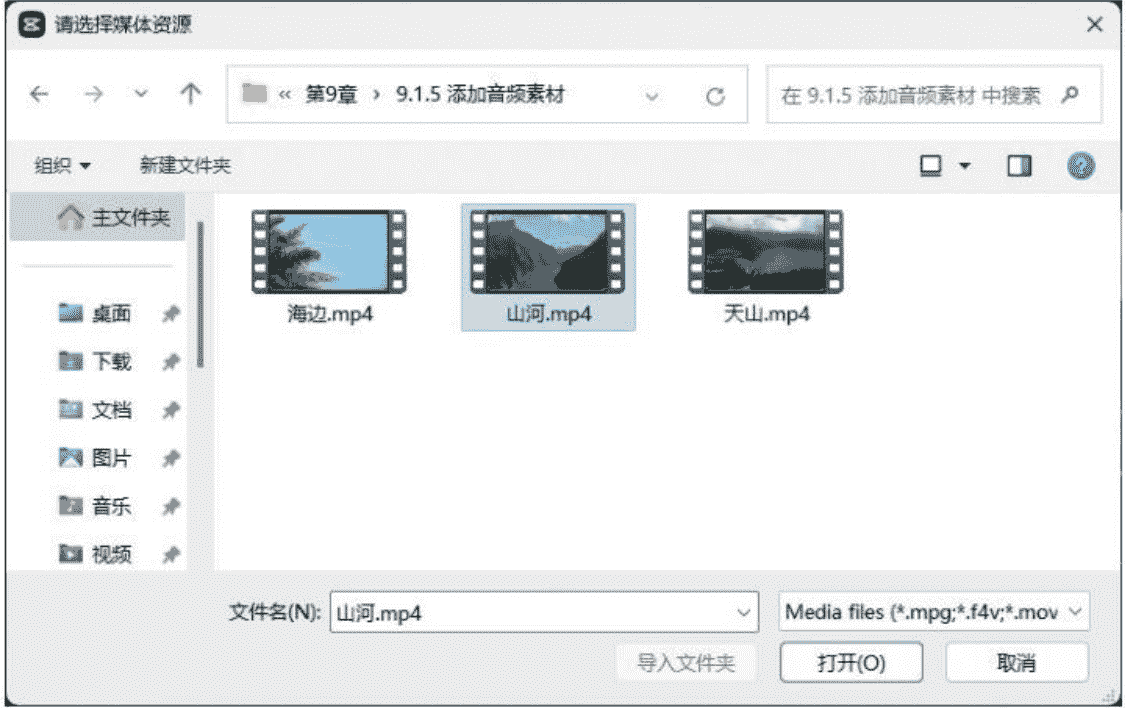 请选择媒体资源
« 第9章 › 9.1.5 添加音频素材
在 9.1.5 添加音频素材 中搜索
组织 新建文件夹
主文件夹
海边.mp4 山河.mp4 天山.mp4
桌面
下载
文档
图片
音乐
视频
文件名(N): 山河.mp4 Media files (*.mpg;*.f4v;*.mov
导入文件夹 打开(O) 取消